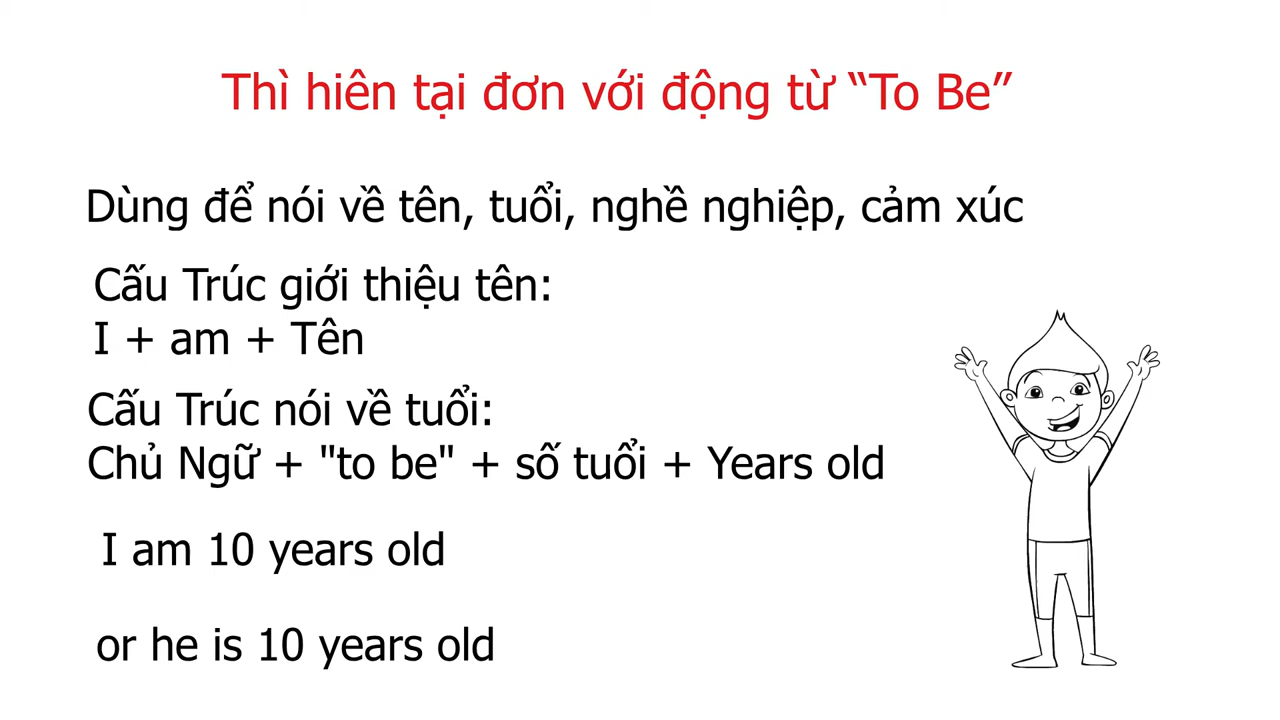 Thì hiên tại đơn với động từ “To Be”
Dùng để nói về tên, tuổi, nghề nghiệp, cảm xúc
Cấu Trúc giới thiệu tên:
I + am + Tên
Cấu Trúc nói về tuổi:
Chủ Ngữ + "to be" + số tuổi + Years old
I am 10 years old
or he is 10 years old